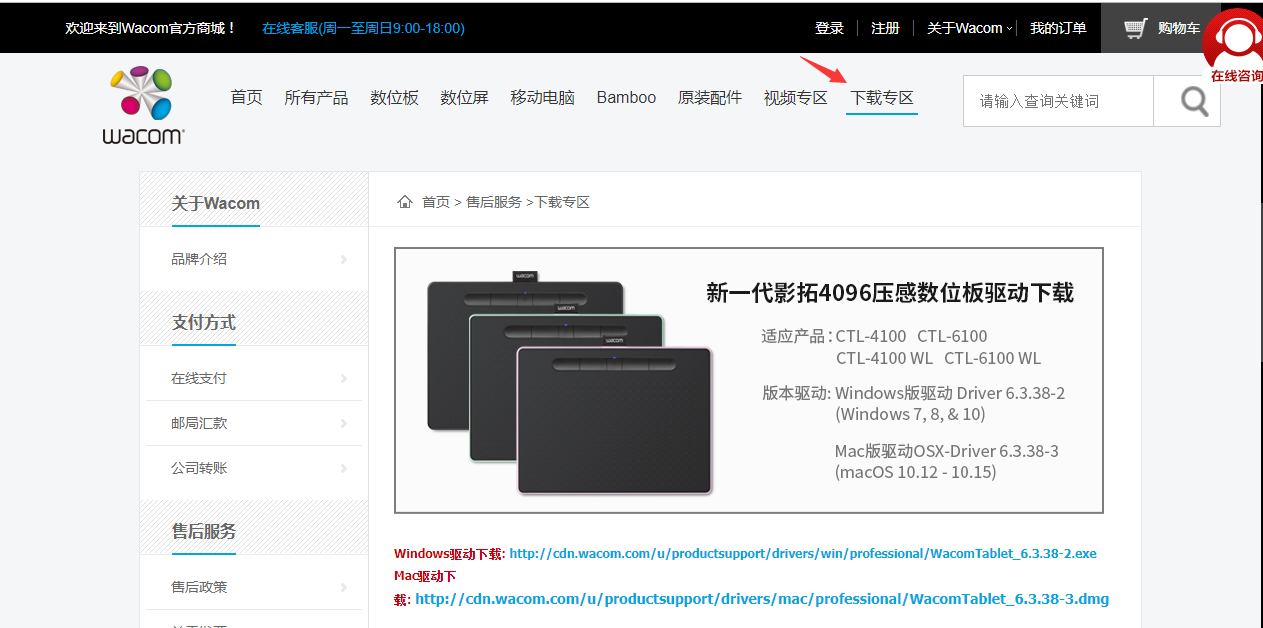 欢迎来到Wacom官方商城！ 在线客服(周一至周日9:00-18:00) 登录 注册 关于Wacom 我的订单 购物车
在线咨询
wacom
首页 所有产品 数位板 数位屏 移动电脑 Bamboo 原装配件 视频专区 下载专区 请输入查询关键词
关于Wacom
品牌介绍
支付方式
在线支付
邮局汇款
公司转账
售后服务
售后政策
首页 > 售后服务 >下载专区
wacom
wacom
wacom
新一代影拓4096压感数位板驱动下载
适应产品：CTL-4100 CTL-6100
CTL-4100 WL CTL-6100 WL
版本驱动: Windows版驱动 Driver 6.3.38-2
(Windows 7, 8, & 10)
Mac版驱动OSX-Driver 6.3.38-3
(macOS 10.12 - 10.15)
Windows驱动下载: http://cdn.wacom.com/u/productsupport/drivers/win/professional/WacomTablet_6.3.38-2.exe
Mac驱动下
载: http://cdn.wacom.com/u/productsupport/drivers/mac/professional/WacomTablet_6.3.38-3.dmg